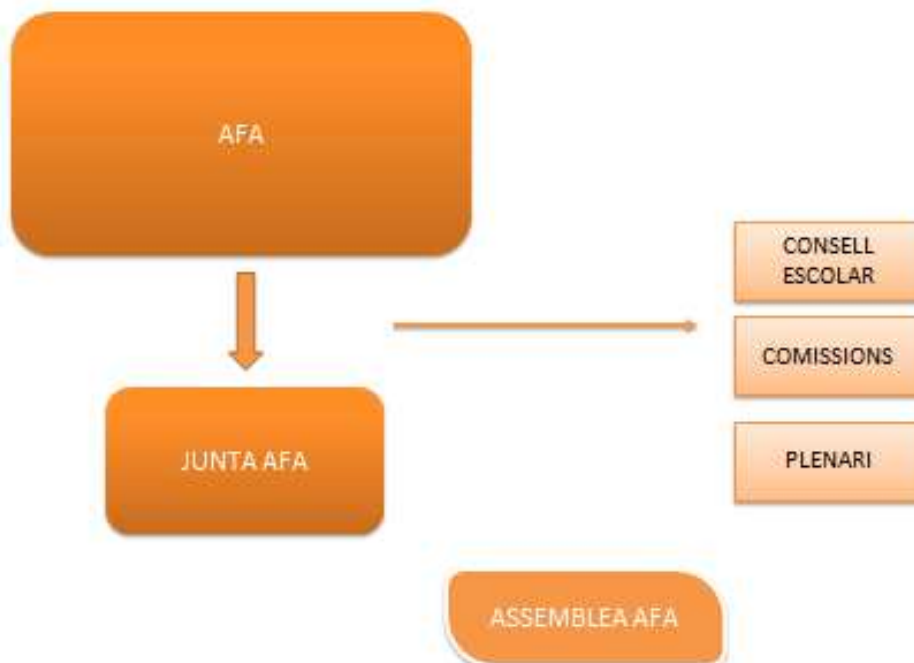 AFA
CONSELL
ESCOLAR
COMISSIONS
JUNTA AFA
PLENARI
ASSEMBLEA AFA